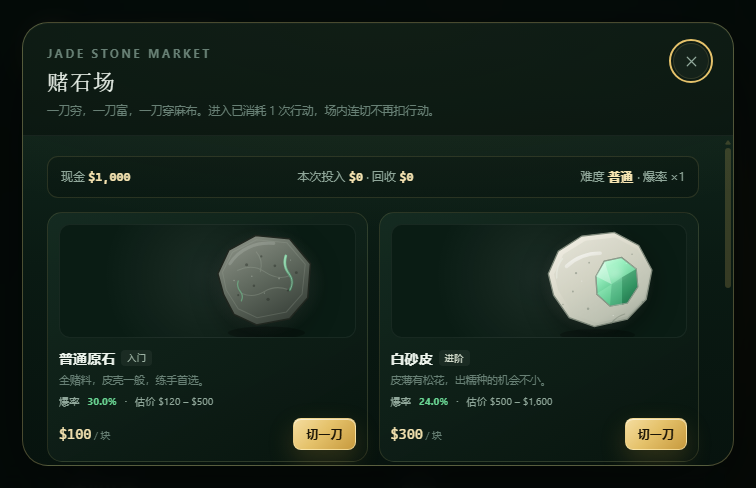 JADE STONE MARKET
赌石场
一刀穷，一刀富，一刀穿麻布。进入已消耗 1 次行动，场内连切不再扣行动。
现金 $1,000
本次投入 $0 · 回收 $0
难度 普通 · 爆率 ×1
普通原石 入门
全赌料，皮壳一般，练手首选。
爆率 30.0% · 估价 $120 – $500
$100 / 块
切一刀
白砂皮 进阶
皮薄有松花，出糯种的机会不小。
爆率 24.0% · 估价 $500 – $1,600
$300 / 块
切一刀